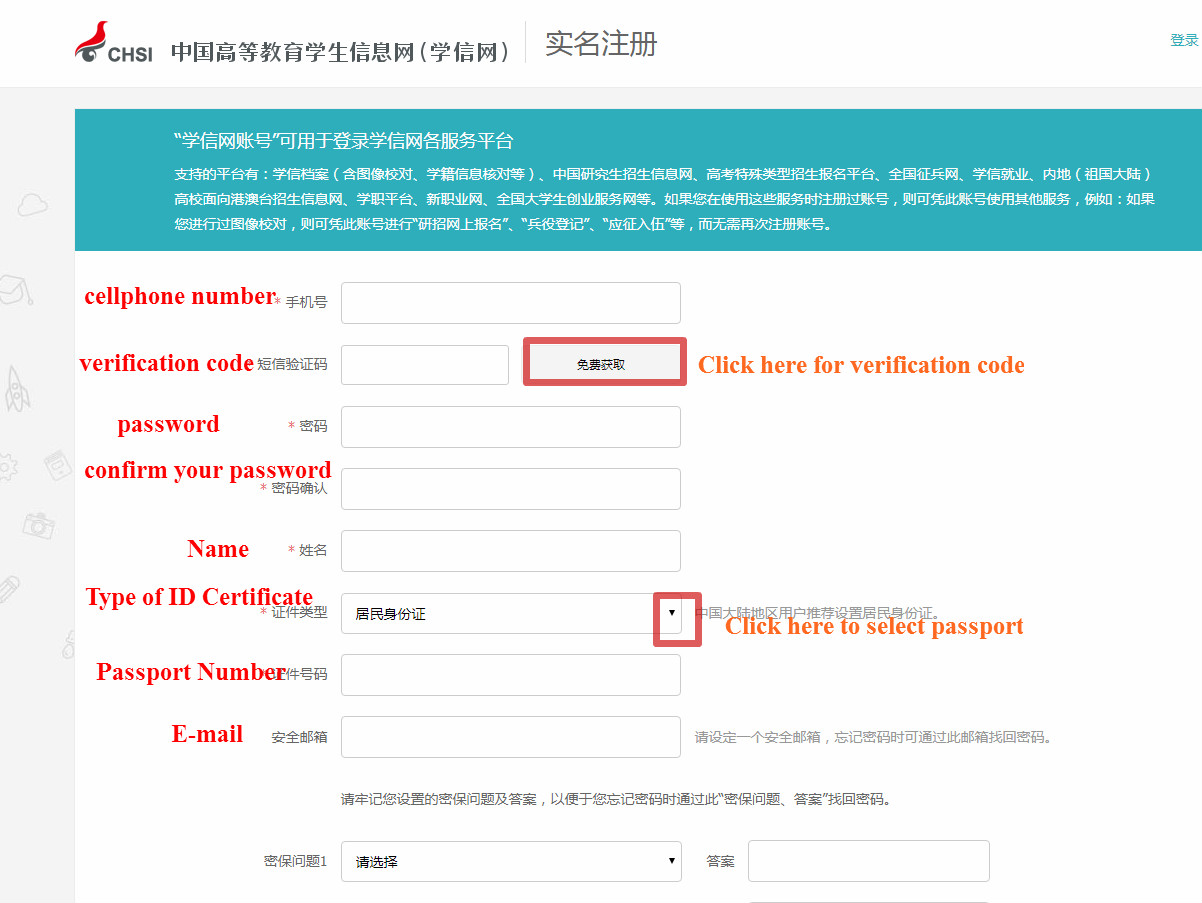 CHSI 中国高等教育学生信息网(学信网) 实名注册 登录
“学信网账号”可用于登录学信网各服务平台
支持的平台有：学信档案（含图像校对、学籍信息核对等）、中国研究生招生信息网、高考特殊类型招生报名平台、全国征兵网、学信就业、内地（祖国大陆）
高校面向港澳台招生信息网、学职平台、新职业网、全国大学生创业服务网等。如果您在使用这些服务时注册过账号，则可凭此账号使用其他服务，例如：如果
您进行过图像校对，则可凭此账号进行“研招网上报名”、“兵役登记”、“应征入伍”等，而无需再次注册账号。
cellphone number * 手机号
verification code 短信验证码 免费获取 Click here for verification code
password * 密码
confirm your password
* 密码确认
Name * 姓名
Type of ID Certificate
* 证件类型 居民身份证 中国大陆地区用户推荐设置居民身份证。
Click here to select passport
Passport Number 证件号码
E-mail 安全邮箱 请设定一个安全邮箱，忘记密码时可通过此邮箱找回密码。
请牢记您设置的密保问题及答案，以便于您忘记密码时通过此“密保问题、答案”找回密码。
密保问题1 请选择 答案